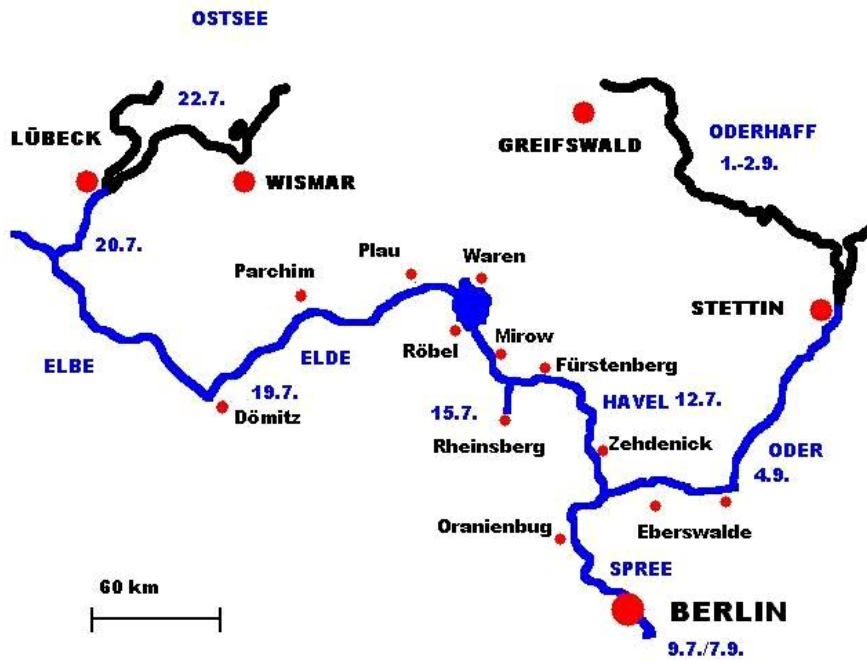 OSTSEE
22.7.
LÜBECK
WISMAR
GREIFSWALD
ODERHAFF
1.-2.9.
20.7.
Parchim
Plau
Waren
STETTIN
ELBE
ELDE
Röbel
Mirow
Fürstenberg
19.7.
Dömitz
15.7.
HAVEL 12.7.
Rheinsberg
Zehdenick
ODER
4.9.
Oranienbug
Eberswalde
SPREE
60 km
BERLIN
9.7./7.9.